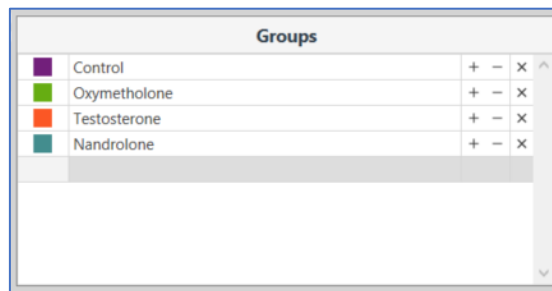 Groups
Control + − ×
Oxymetholone + − ×
Testosterone + − ×
Nandrolone + − ×